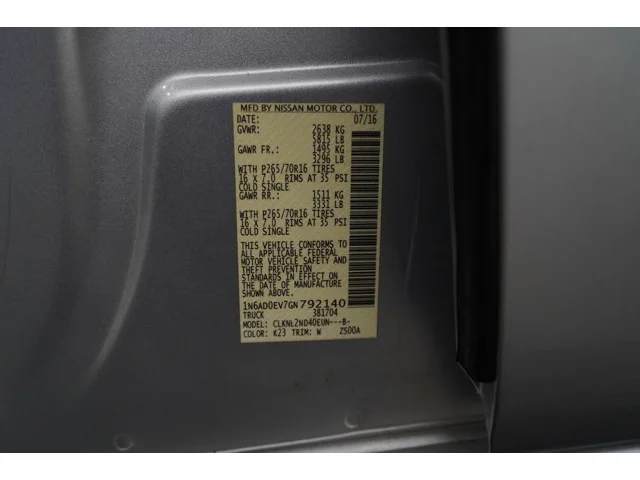 MFD BY NISSAN MOTOR CO., LTD.
DATE: 07/16
GVWR: 2638 KG
5815 LB
GAWR FR.: 1495 KG
3296 LB
WITH P265/70R16 TIRES
16 X 7.0 RIMS AT 35 PSI
COLD SINGLE
GAWR RR.: 1511 KG
3331 LB
WITH P265/70R16 TIRES
16 X 7.0 RIMS AT 35 PSI
COLD SINGLE
THIS VEHICLE CONFORMS TO
ALL APPLICABLE FEDERAL
MOTOR VEHICLE SAFETY AND
THEFT PREVENTION
STANDARDS IN EFFECT ON
THE DATE OF MANUFACTURE
SHOWN ABOVE.
1N6AD0EV7GN792140
TRUCK 381704
MODEL: CLKNL2ND40EUN---B-
COLOR: K23 TRIM: W ZS00A